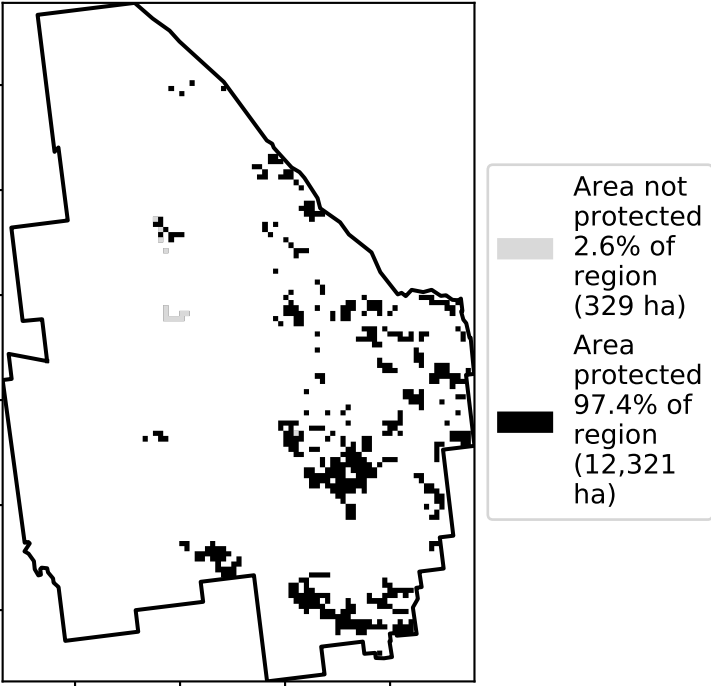 Area not
protected
2.6% of
region
(329 ha)
Area
protected
97.4% of
region
(12,321
ha)